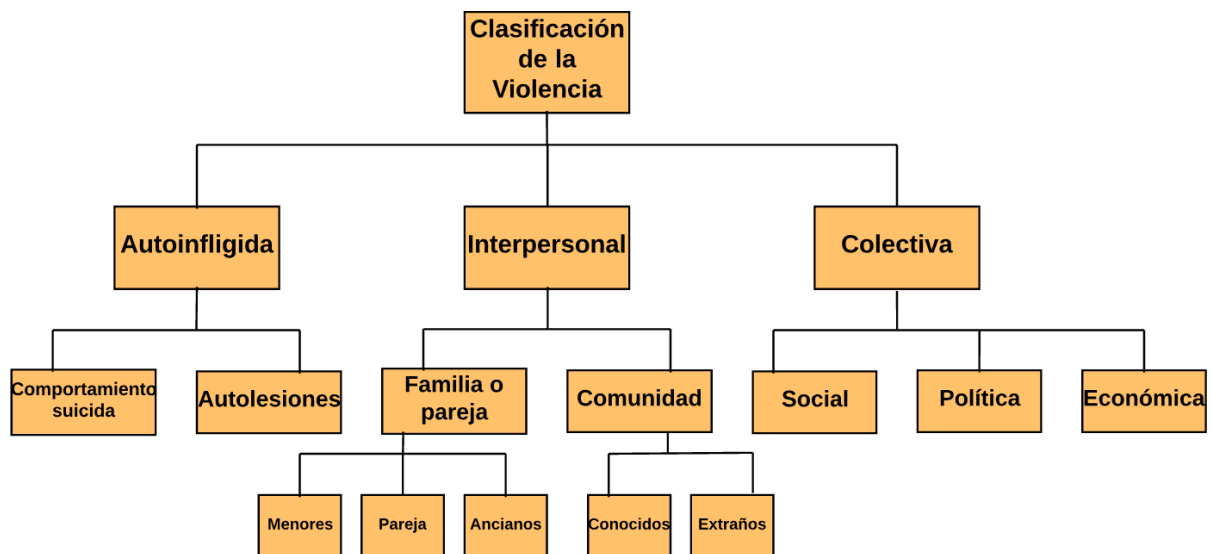 Clasificación
de la
Violencia
Autoinfligida
Interpersonal
Colectiva
Comportamiento
suicida
Autolesiones
Familia o
pareja
Comunidad
Social
Política
Económica
Menores
Pareja
Ancianos
Conocidos
Extraños